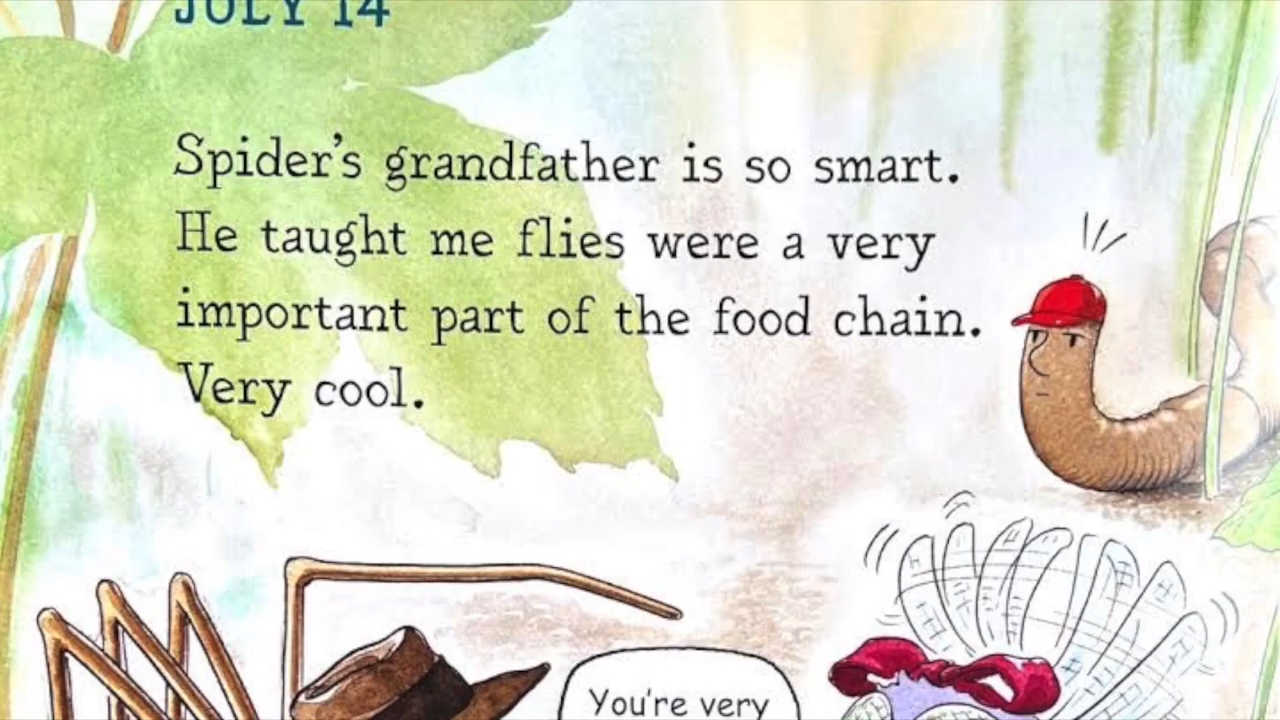 JULY 14
Spider's grandfather is so smart.
He taught me flies were a very
important part of the food chain.
Very cool.
You're very